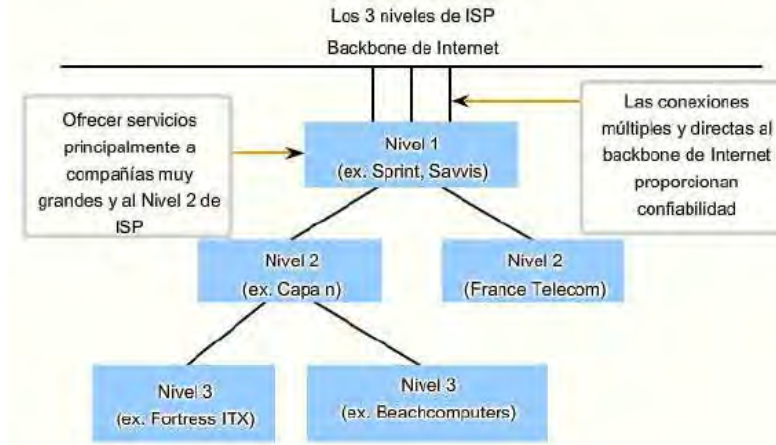 Los 3 niveles de ISP
Backbone de Internet
Ofrecer servicios
principalmente a
compañías muy
grandes y al Nivel 2 de
ISP
Las conexiones
múltiples y directas al
backbone de Internet
proporcionan
confiabilidad
Nivel 1
(ex. Sprint, Savvis)
Nivel 2
(ex. Capa n)
Nivel 2
(France Telecom)
Nivel 3
(ex. Fortress ITX)
Nivel 3
(ex. Beachcomputers)